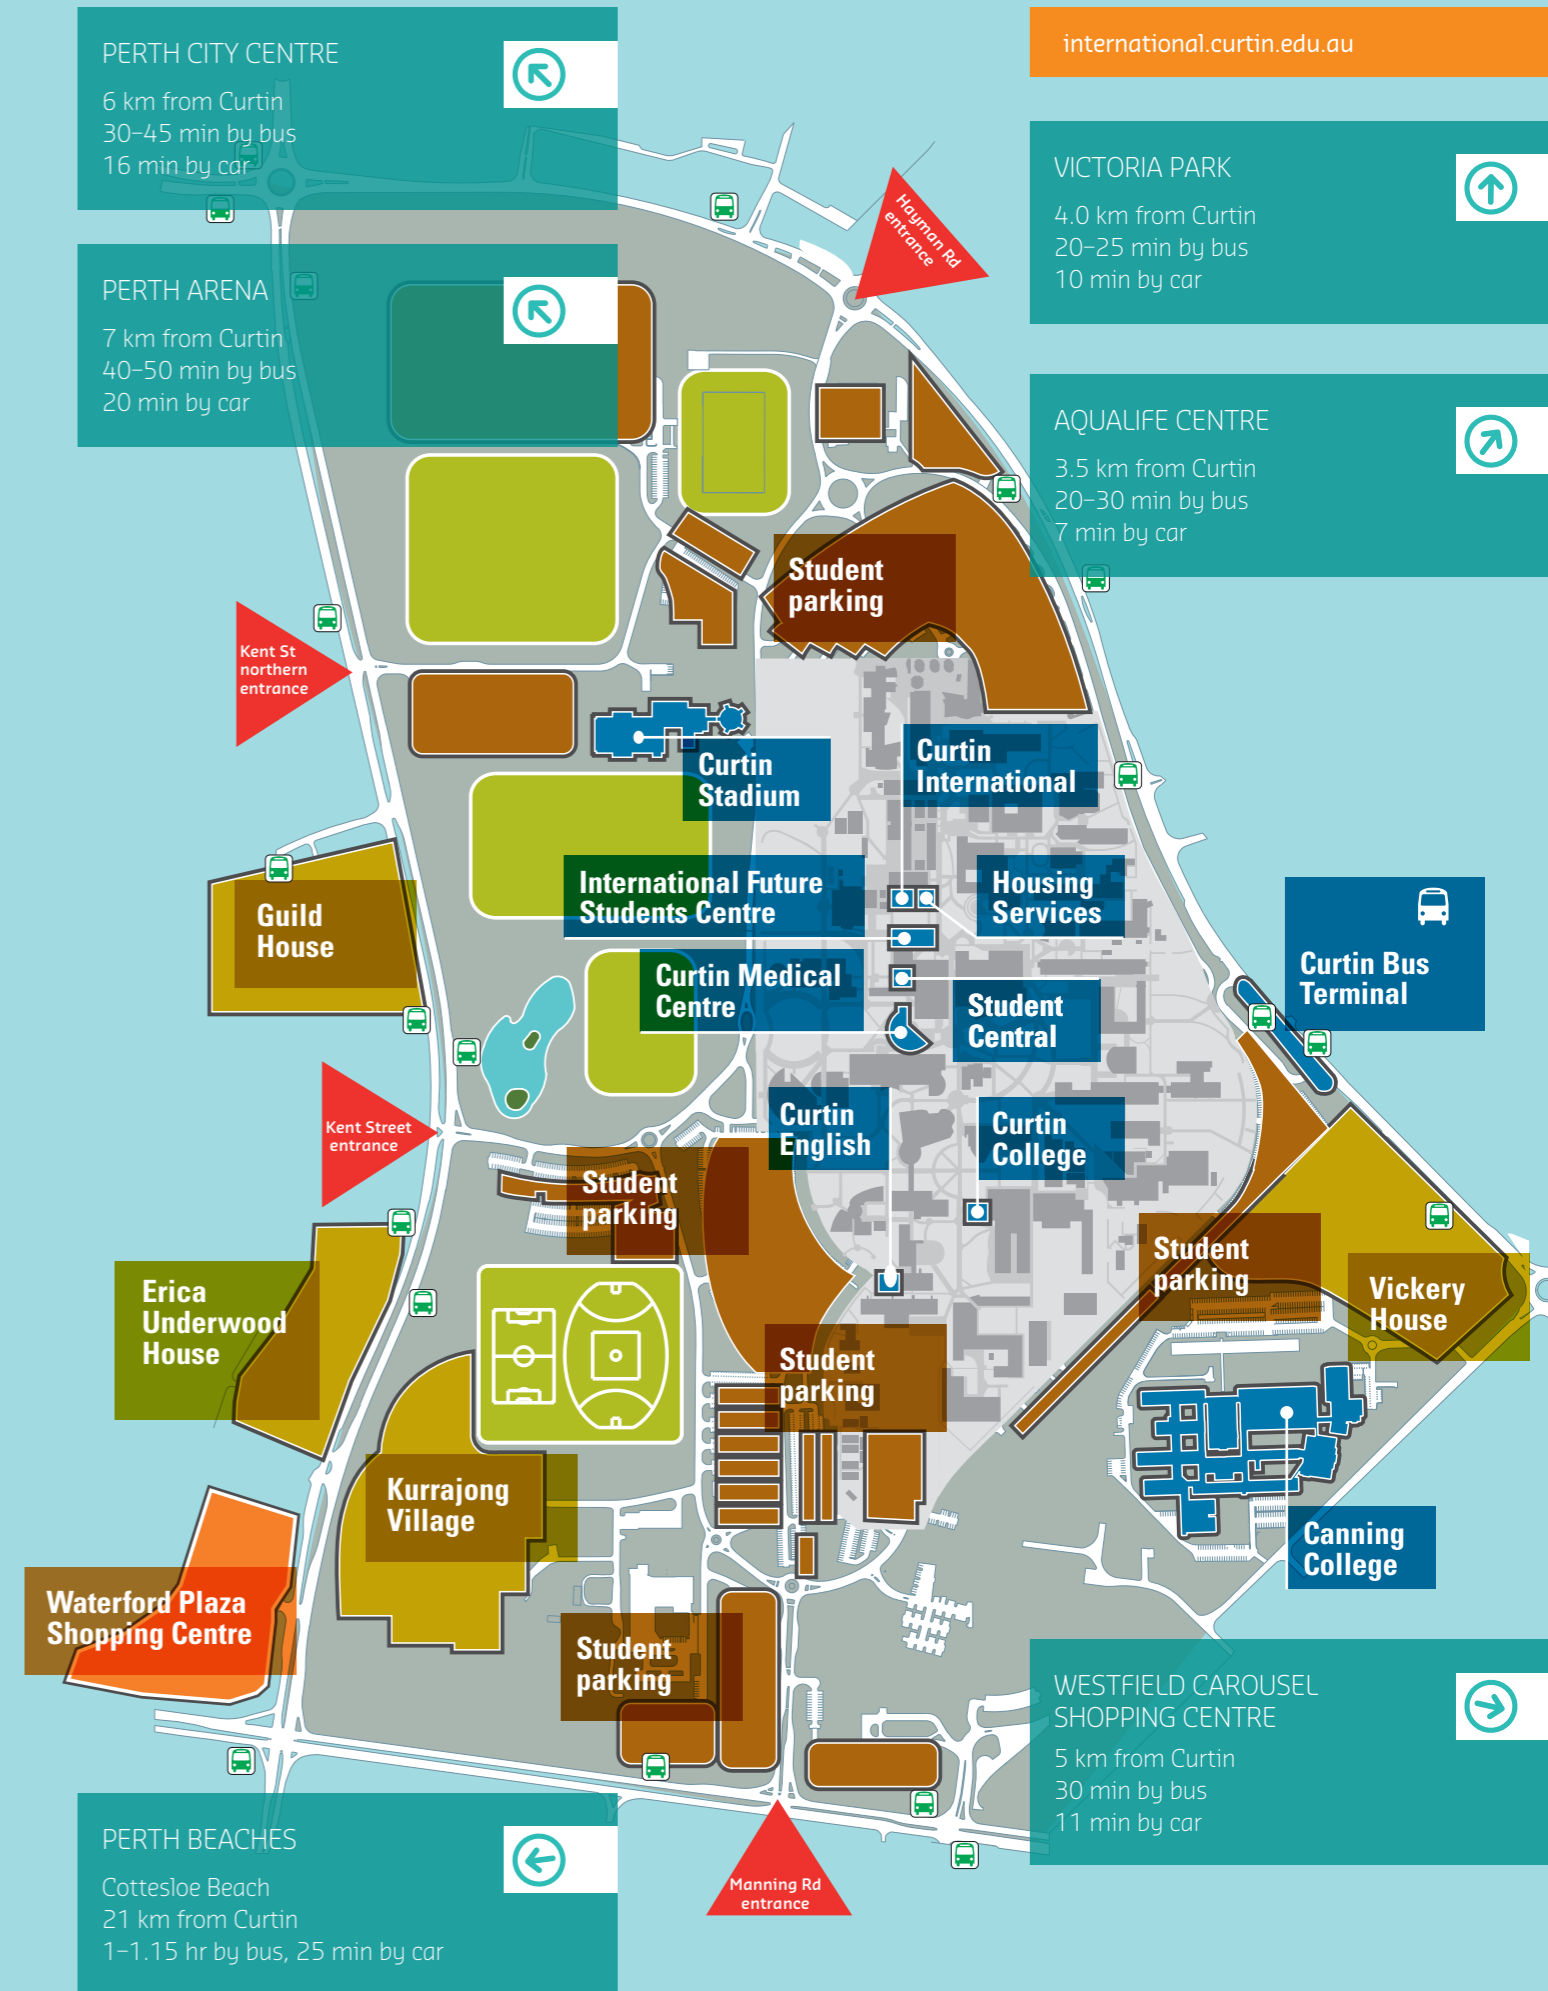 PERTH CITY CENTRE
6 km from Curtin
30–45 min by bus
16 min by car
international.curtin.edu.au
VICTORIA PARK
4.0 km from Curtin
20–25 min by bus
10 min by car
Hayman Rd
entrance
PERTH ARENA
7 km from Curtin
40–50 min by bus
20 min by car
AQUALIFE CENTRE
3.5 km from Curtin
20–30 min by bus
7 min by car
Student
parking
Kent St
northern
entrance
Curtin
Stadium
Curtin
International
International Future
Students Centre
Housing
Services
Guild
House
Curtin Medical
Centre
Student
Central
Curtin Bus
Terminal
Kent Street
entrance
Curtin
English
Curtin
College
Student
parking
Student
parking
Vickery
House
Erica
Underwood
House
Student
parking
Kurrajong
Village
Canning
College
Waterford Plaza
Shopping Centre
Student
parking
WESTFIELD CAROUSEL
SHOPPING CENTRE
5 km from Curtin
30 min by bus
11 min by car
PERTH BEACHES
Cottesloe Beach
21 km from Curtin
1–1.15 hr by bus, 25 min by car
Manning Rd
entrance